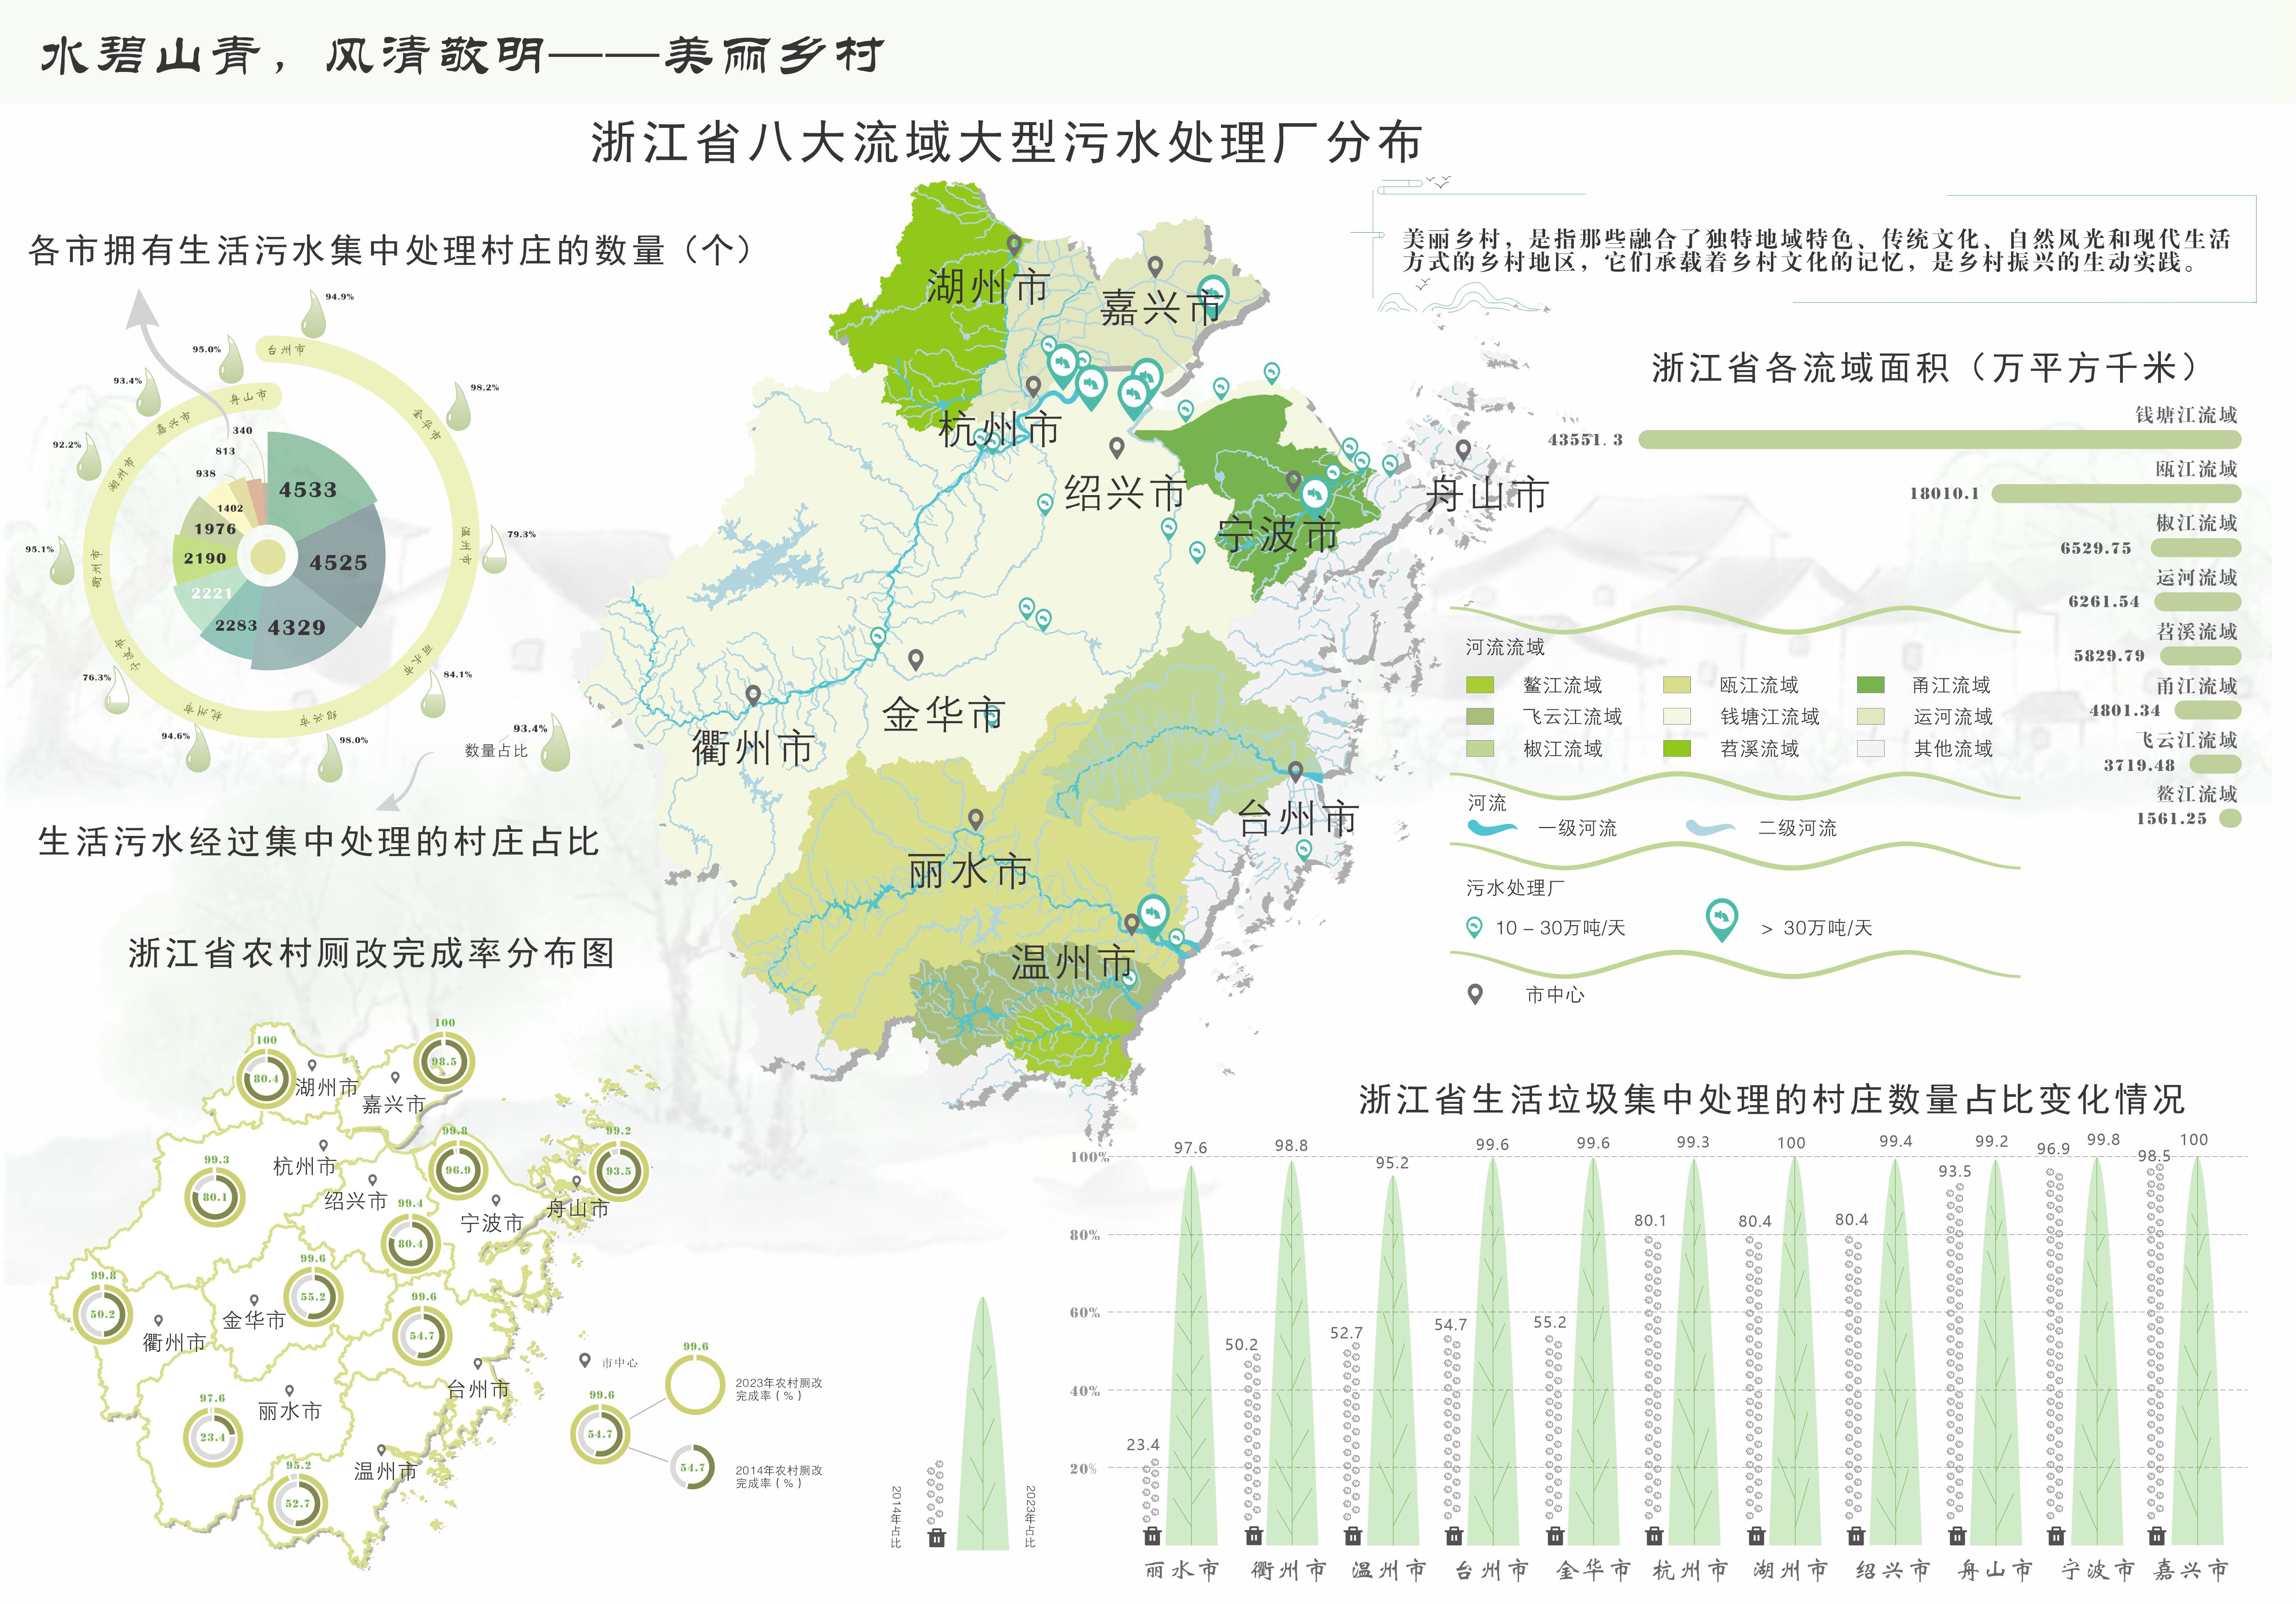 水碧山青，风清敬明——美丽乡村
浙江省八大流域大型污水处理厂分布
各市拥有生活污水集中处理村庄的数量（个）
94.9%
台州市
98.2%
金华市
79.3%
温州市
84.1%
丽水市
98.0%
绍兴市
94.6%
杭州市
76.3%
宁波市
95.1%
衢州市
92.2%
湖州市
93.4%
嘉兴市
95.0%
舟山市
4533
4525
4329
2283
2221
2190
1976
1402
938
813
340
数量占比
93.4%
生活污水经过集中处理的村庄占比
湖州市
嘉兴市
杭州市
绍兴市
宁波市
舟山市
金华市
衢州市
台州市
丽水市
温州市
美丽乡村，是指那些融合了独特地域特色、传统文化、自然风光和现代生活
方式的乡村地区，它们承载着乡村文化的记忆，是乡村振兴的生动实践。
浙江省各流域面积（万平方千米）
钱塘江流域
43551.3
瓯江流域
18010.1
椒江流域
6529.75
运河流域
6261.54
苕溪流域
5829.79
甬江流域
4801.34
飞云江流域
3719.48
鳌江流域
1561.25
河流流域
鳌江流域 瓯江流域 甬江流域
飞云江流域 钱塘江流域 运河流域
椒江流域 苕溪流域 其他流域
河流
一级河流 二级河流
污水处理厂
10 – 30万吨/天 > 30万吨/天
市中心
浙江省农村厕改完成率分布图
100
80.4
湖州市
100
98.5
嘉兴市
99.3
80.1
杭州市
99.8
96.9
宁波市
99.2
93.5
舟山市
绍兴市
99.4
80.4
99.8
50.2
衢州市
金华市
99.6
55.2
99.6
54.7
台州市
97.6
23.4
丽水市
95.2
52.7
温州市
市中心
99.6
2023年农村厕改
完成率（%）
99.6
54.7
54.7
2014年农村厕改
完成率（%）
浙江省生活垃圾集中处理的村庄数量占比变化情况
2014年占比
2023年占比
100%
80%
60%
40%
20%
23.4 97.6
50.2 98.8
52.7 95.2
54.7 99.6
55.2 99.6
80.1 99.3
80.4 100
80.4 99.4
93.5 99.2
96.9 99.8
98.5 100
丽水市 衢州市 温州市 台州市 金华市 杭州市 湖州市 绍兴市 舟山市 宁波市 嘉兴市